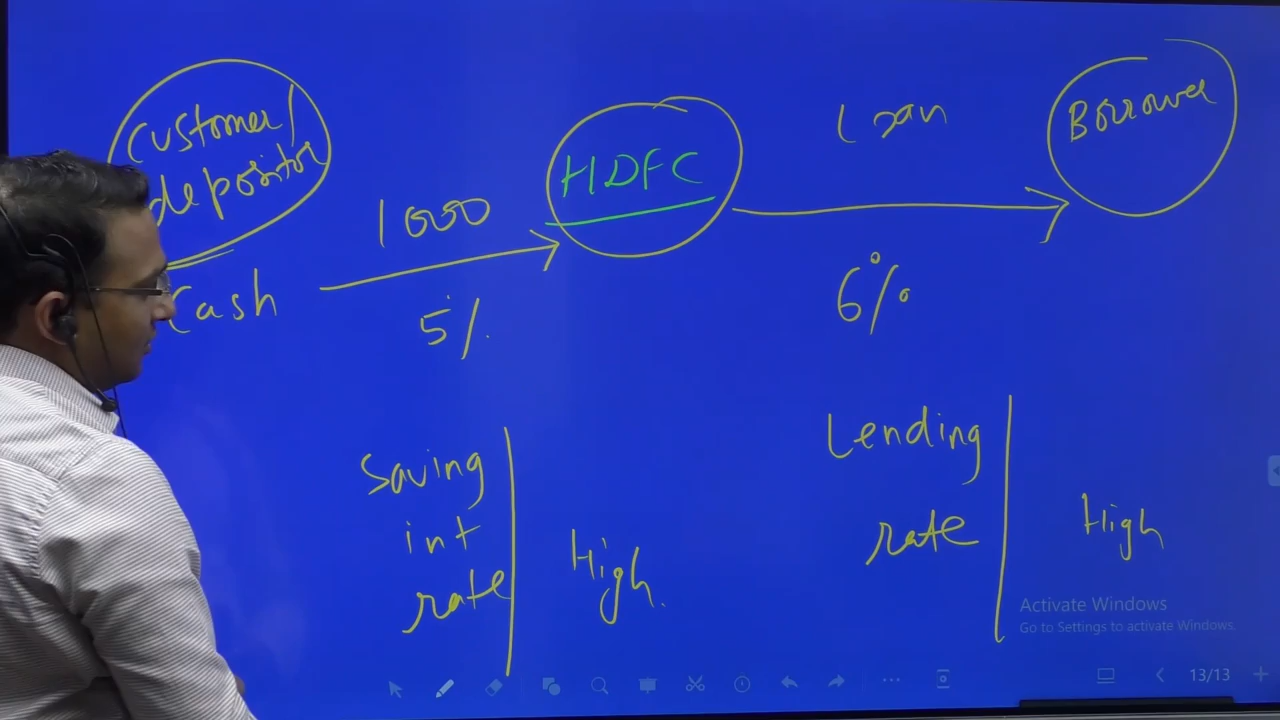 Customer/
depositor
Cash
1000
5%
HDFC
Loan
6%
Borrower
Saving
int
rate
High
Lending
rate
High
Activate Windows
Go to Settings to activate Windows.
13/13